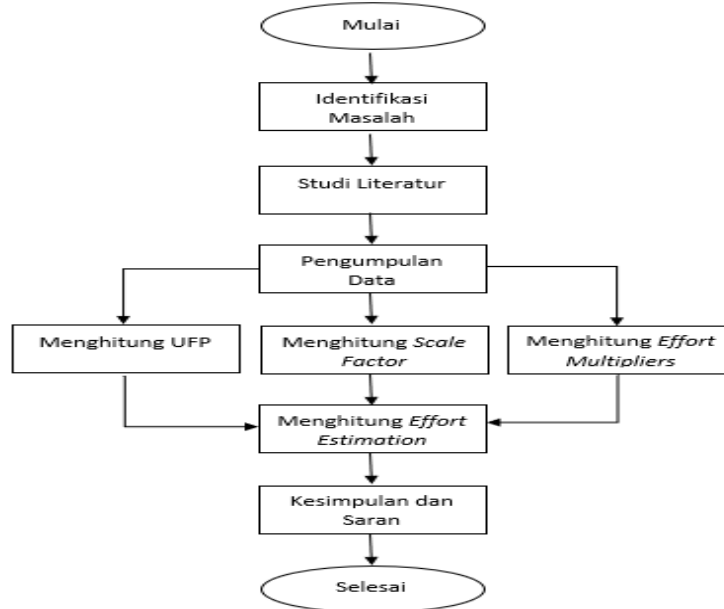 Mulai
Identifikasi
Masalah
Studi Literatur
Pengumpulan
Data
Menghitung UFP
Menghitung Scale
Factor
Menghitung Effort
Multipliers
Menghitung Effort
Estimation
Kesimpulan dan
Saran
Selesai